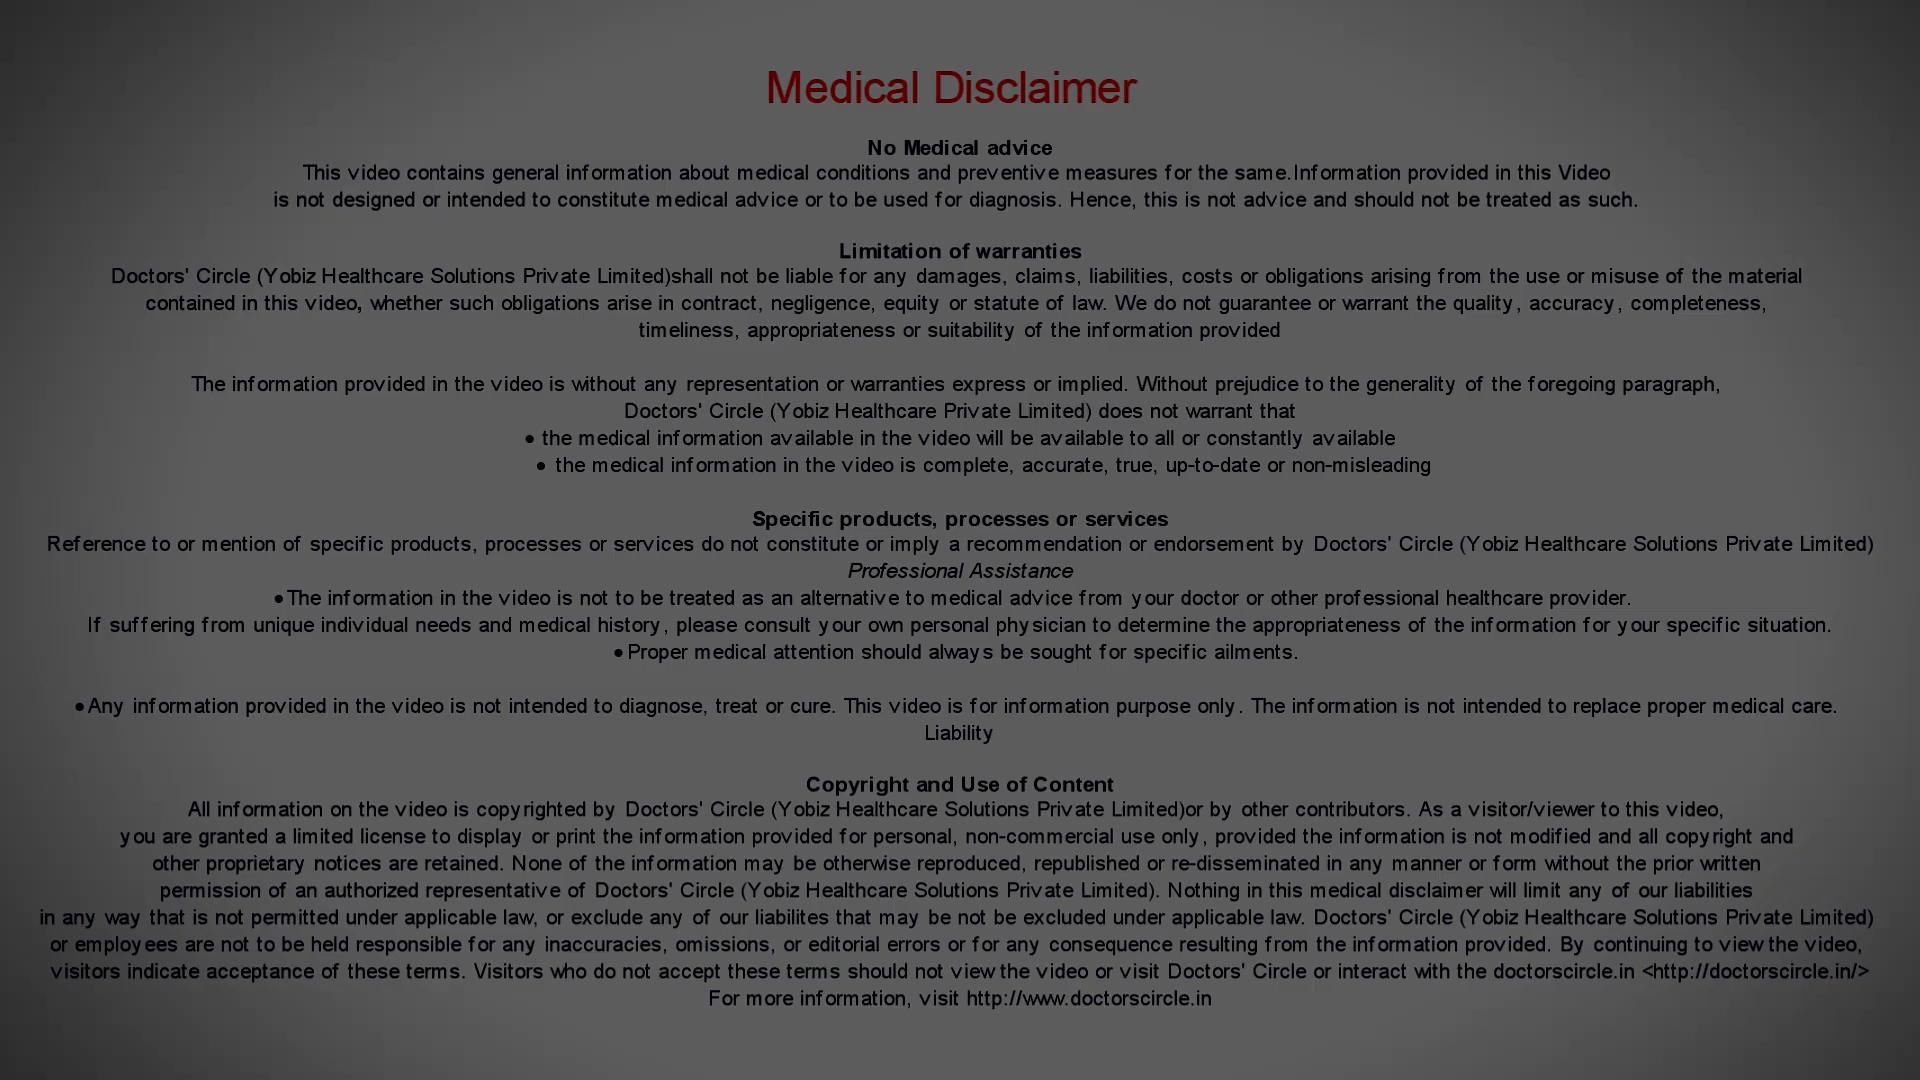 Medical Disclaimer
No Medical advice
This video contains general information about medical conditions and preventive measures for the same.Information provided in this Video
is not designed or intended to constitute medical advice or to be used for diagnosis. Hence, this is not advice and should not be treated as such.
Limitation of warranties
Doctors' Circle (Yobiz Healthcare Solutions Private Limited)shall not be liable for any damages, claims, liabilities, costs or obligations arising from the use or misuse of the material
contained in this video, whether such obligations arise in contract, negligence, equity or statute of law. We do not guarantee or warrant the quality, accuracy, completeness,
timeliness, appropriateness or suitability of the information provided
The information provided in the video is without any representation or warranties express or implied. Without prejudice to the generality of the foregoing paragraph,
Doctors' Circle (Yobiz Healthcare Private Limited) does not warrant that
• the medical information available in the video will be available to all or constantly available
• the medical information in the video is complete, accurate, true, up-to-date or non-misleading
Specific products, processes or services
Reference to or mention of specific products, processes or services do not constitute or imply a recommendation or endorsement by Doctors' Circle (Yobiz Healthcare Solutions Private Limited)
Professional Assistance
•The information in the video is not to be treated as an alternative to medical advice from your doctor or other professional healthcare provider.
If suffering from unique individual needs and medical history, please consult your own personal physician to determine the appropriateness of the information for your specific situation.
•Proper medical attention should always be sought for specific ailments.
•Any information provided in the video is not intended to diagnose, treat or cure. This video is for information purpose only. The information is not intended to replace proper medical care.
Liability
Copyright and Use of Content
All information on the video is copyrighted by Doctors' Circle (Yobiz Healthcare Solutions Private Limited)or by other contributors. As a visitor/viewer to this video,
you are granted a limited license to display or print the information provided for personal, non-commercial use only, provided the information is not modified and all copyright and
other proprietary notices are retained. None of the information may be otherwise reproduced, republished or re-disseminated in any manner or form without the prior written
permission of an authorized representative of Doctors' Circle (Yobiz Healthcare Solutions Private Limited). Nothing in this medical disclaimer will limit any of our liabilities
in any way that is not permitted under applicable law, or exclude any of our liabilites that may be not be excluded under applicable law. Doctors' Circle (Yobiz Healthcare Solutions Private Limited)
or employees are not to be held responsible for any inaccuracies, omissions, or editorial errors or for any consequence resulting from the information provided. By continuing to view the video,
visitors indicate acceptance of these terms. Visitors who do not accept these terms should not view the video or visit Doctors' Circle or interact with the doctorscircle.in <http://doctorscircle.in/>
For more information, visit http://www.doctorscircle.in